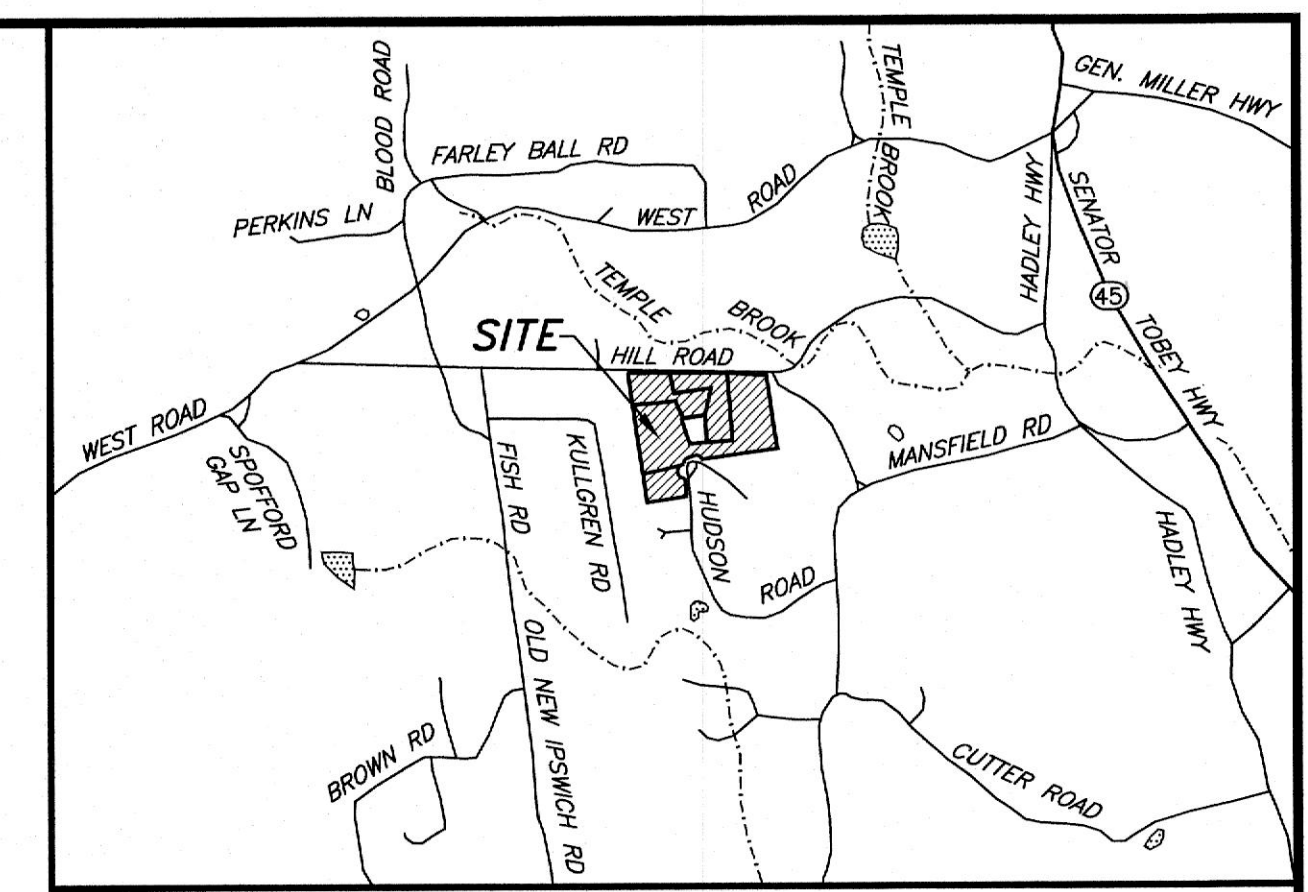 BLOOD ROAD
FARLEY BALL RD
PERKINS LN
WEST ROAD
TEMPLE BROOK
GEN. MILLER HWY
HADLEY HWY
SENATOR TOBEY HWY
45
TEMPLE BROOK
SITE
HILL ROAD
WEST ROAD
SPOFFORD
GAP LN
FISH RD
KULLGREN RD
HUDSON ROAD
MANSFIELD RD
HADLEY HWY
OLD NEW IPSWICH RD
BROWN RD
CUTTER ROAD